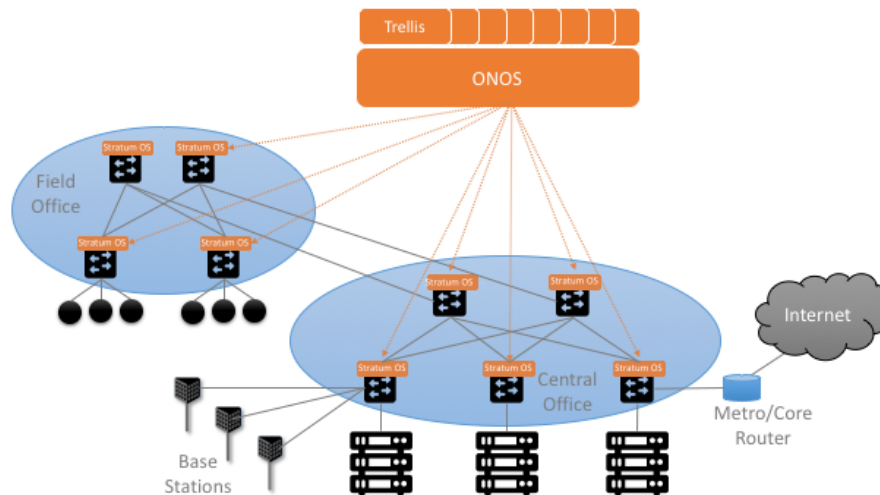 Trellis
ONOS
Stratum OS
Stratum OS
Field
Office
Stratum OS
Stratum OS
Stratum OS
Stratum OS
Internet
Stratum OS
Stratum OS
Stratum OS
Central
Office
Metro/Core
Router
Base
Stations